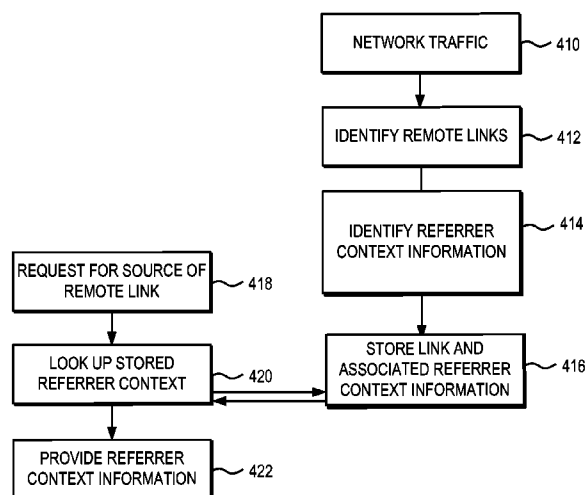 NETWORK TRAFFIC
410
IDENTIFY REMOTE LINKS
412
IDENTIFY REFERRER
CONTEXT INFORMATION
414
REQUEST FOR SOURCE OF
REMOTE LINK
418
STORE LINK AND
ASSOCIATED REFERRER
CONTEXT INFORMATION
416
LOOK UP STORED
REFERRER CONTEXT
420
PROVIDE REFERRER
CONTEXT INFORMATION
422